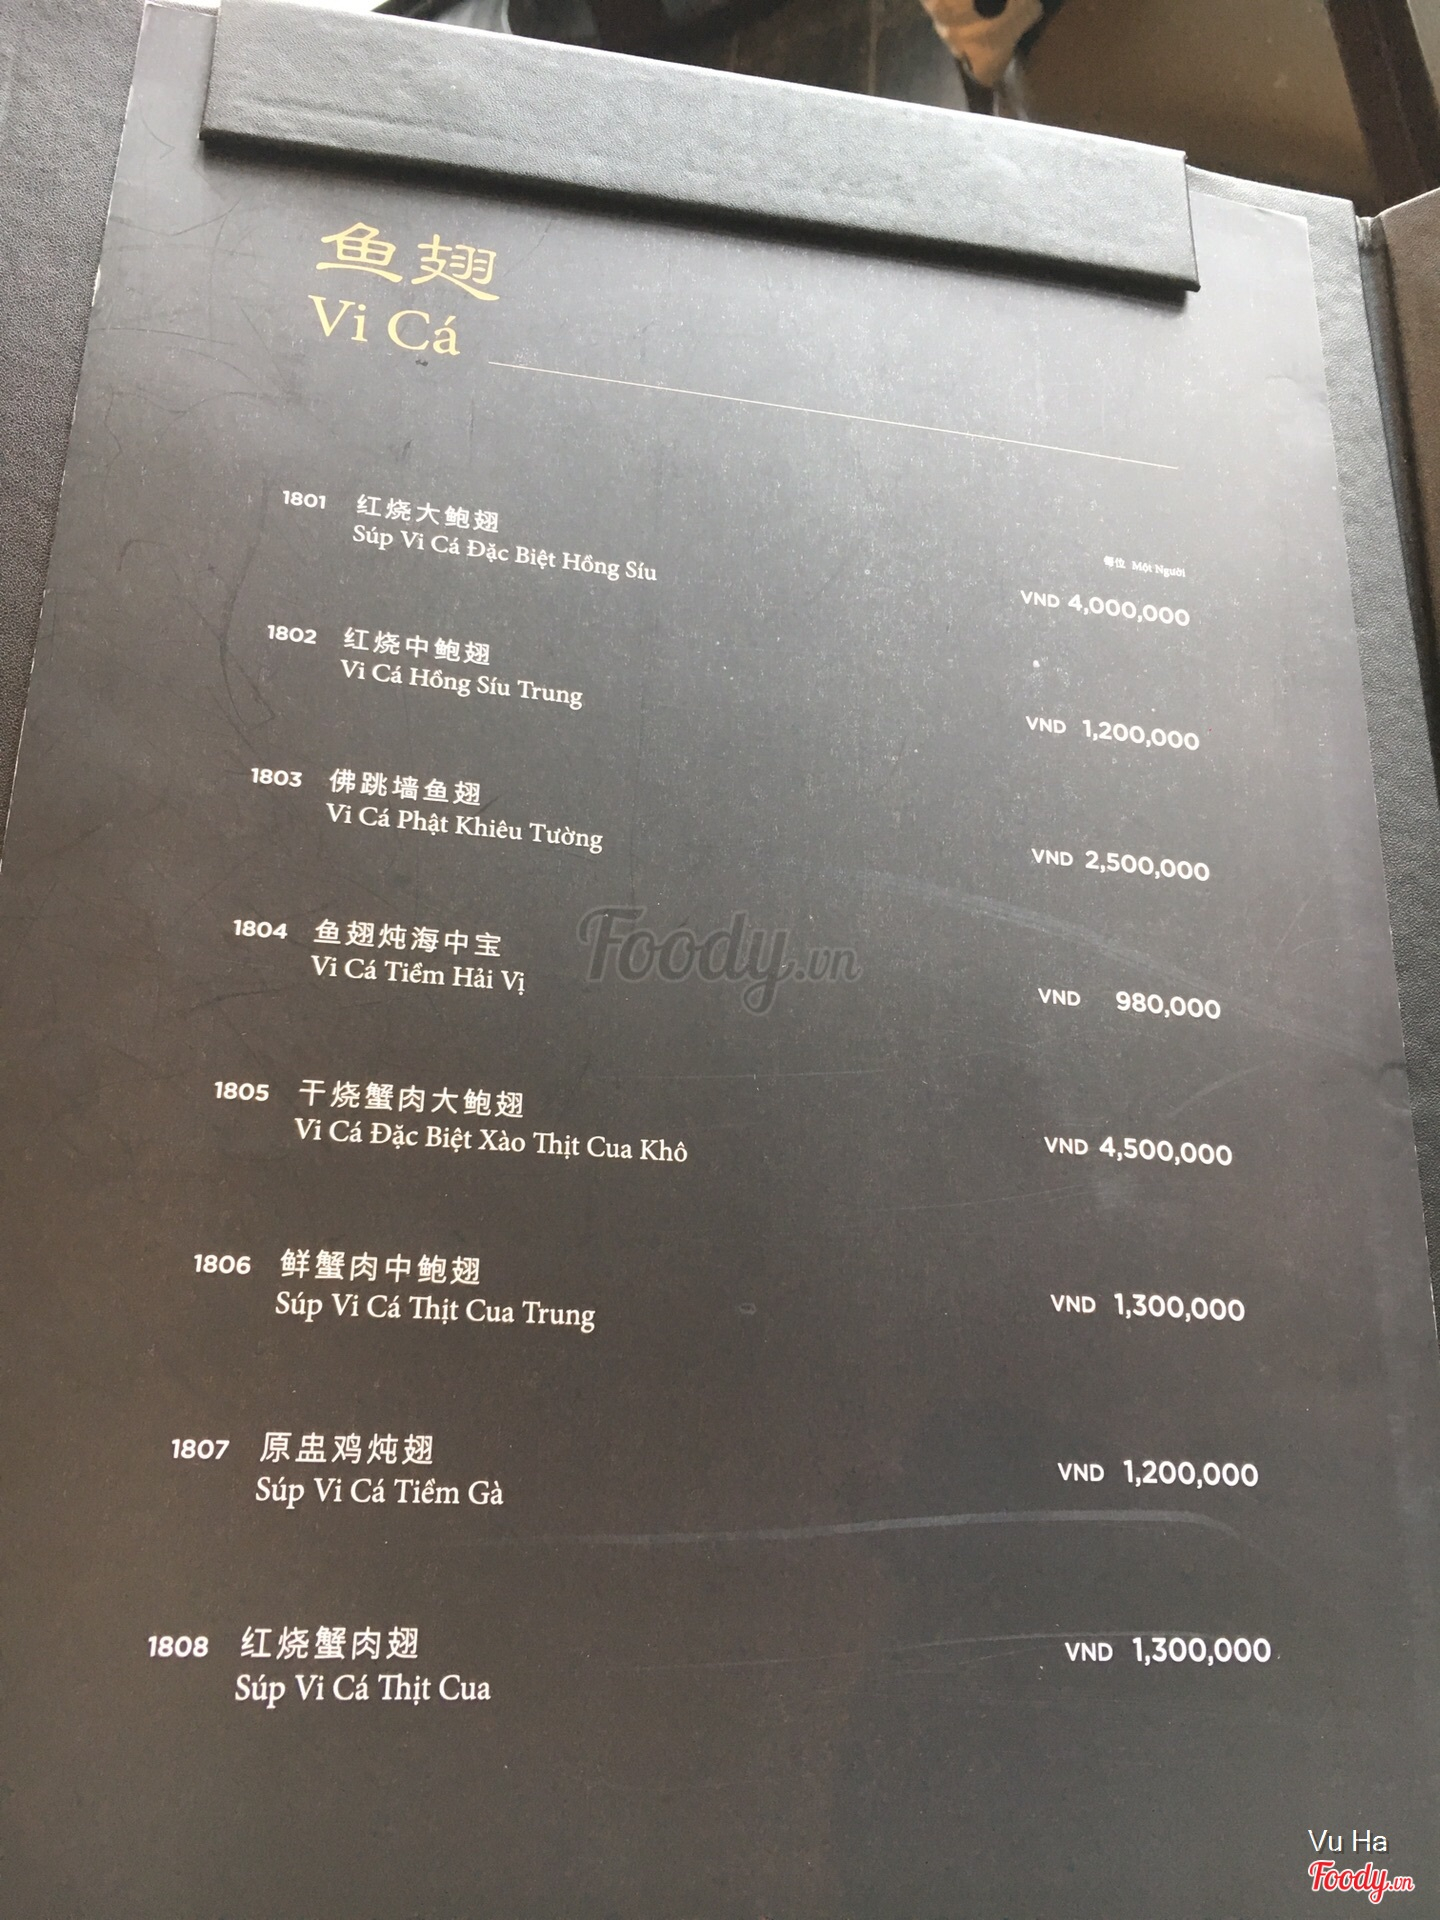 鱼翅
Vi Cá
每位 Một Người
1801 红烧大鲍翅 VND 4,000,000
Súp Vi Cá Đặc Biệt Hồng Síu
1802 红烧中鲍翅 VND 1,200,000
Vi Cá Hồng Síu Trung
1803 佛跳墙鱼翅 VND 2,500,000
Vi Cá Phật Khiêu Tường
1804 鱼翅炖海中宝 VND 980,000
Vi Cá Tiềm Hải Vị
1805 干烧蟹肉大鲍翅 VND 4,500,000
Vi Cá Đặc Biệt Xào Thịt Cua Khô
1806 鲜蟹肉中鲍翅 VND 1,300,000
Súp Vi Cá Thịt Cua Trung
1807 原盅鸡炖翅 VND 1,200,000
Súp Vi Cá Tiềm Gà
1808 红烧蟹肉翅 VND 1,300,000
Súp Vi Cá Thịt Cua
Foody.vn
Vu Ha
Foody.vn